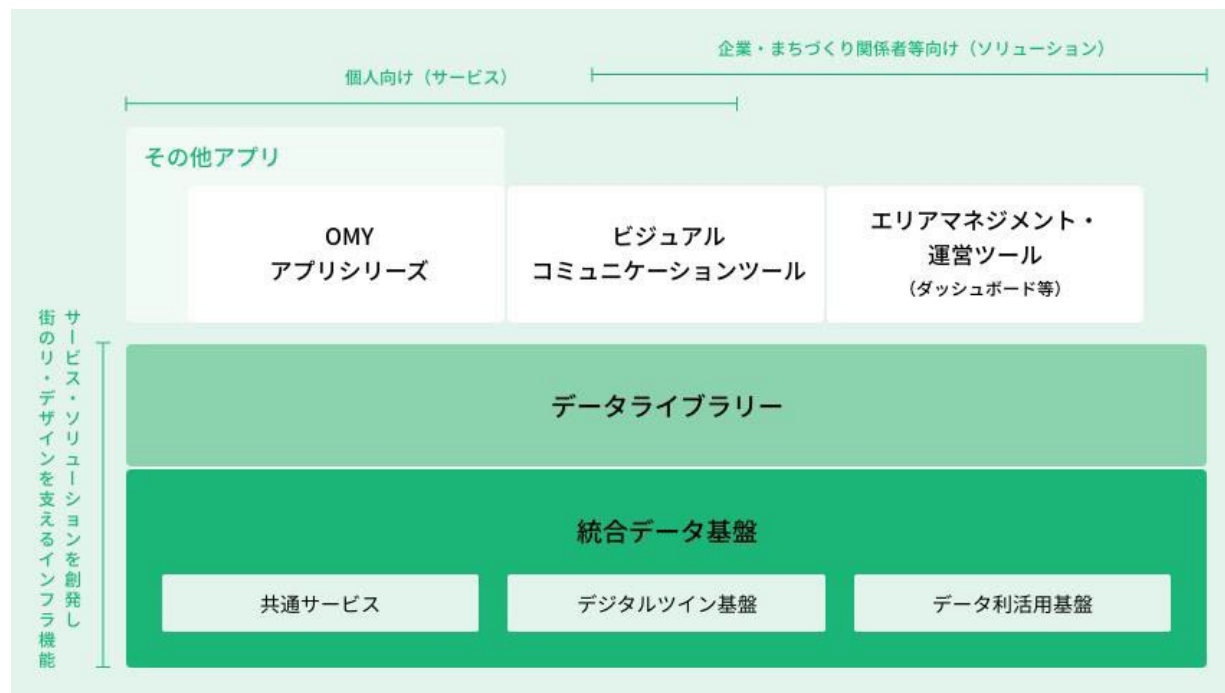 企業・まちづくり関係者等向け（ソリューション）
個人向け（サービス）
その他アプリ
OMY
アプリシリーズ
ビジュアル
コミュニケーションツール
エリアマネジメント・
運営ツール
（ダッシュボード等）
サービス・ソリューションを創発し
街のリ・デザインを支えるインフラ機能
データライブラリー
統合データ基盤
共通サービス
デジタルツイン基盤
データ利活用基盤